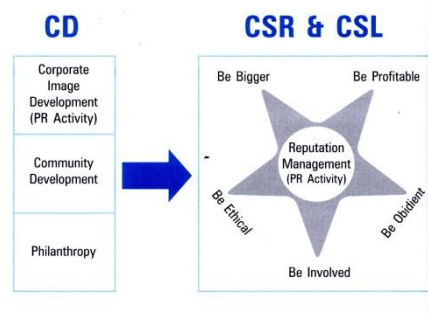 CD
Corporate
Image
Development
(PR Activity)
Community
Development
Philanthropy
CSR & CSL
Be Bigger
Be Profitable
Reputation
Management
(PR Activity)
Be Ethical
Be Obidient
Be Involved